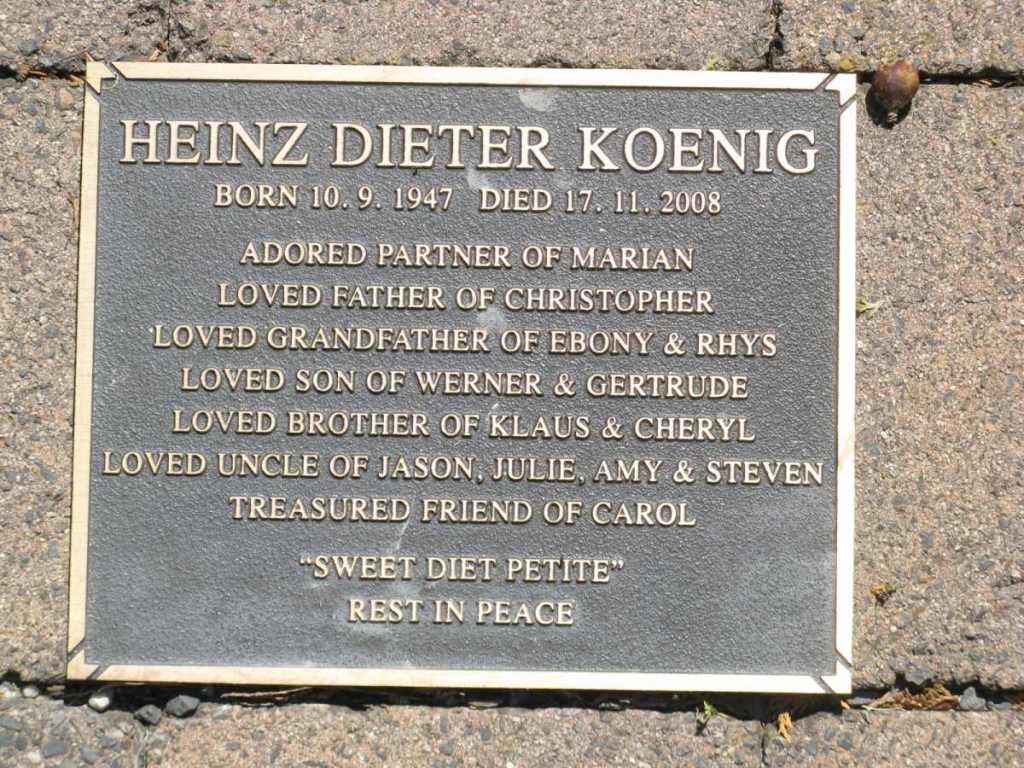 HEINZ DIETER KOENIG
BORN 10. 9. 1947 DIED 17. 11. 2008
ADORED PARTNER OF MARIAN
LOVED FATHER OF CHRISTOPHER
LOVED GRANDFATHER OF EBONY & RHYS
LOVED SON OF WERNER & GERTRUDE
LOVED BROTHER OF KLAUS & CHERYL
LOVED UNCLE OF JASON, JULIE, AMY & STEVEN
TREASURED FRIEND OF CAROL
“SWEET DIET PETITE”
REST IN PEACE